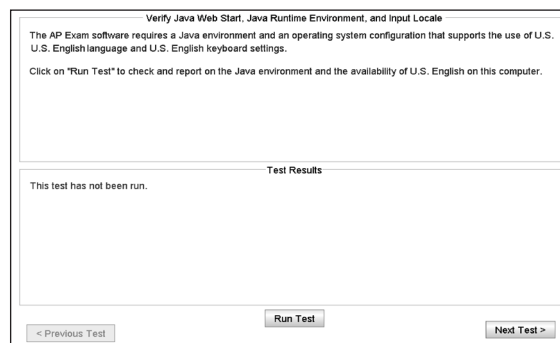 Verify Java Web Start, Java Runtime Environment, and Input Locale
The AP Exam software requires a Java environment and an operating system configuration that supports the use of U.S.
U.S. English language and U.S. English keyboard settings.
Click on "Run Test" to check and report on the Java environment and the availability of U.S. English on this computer.
Test Results
This test has not been run.
Run Test
< Previous Test
Next Test >